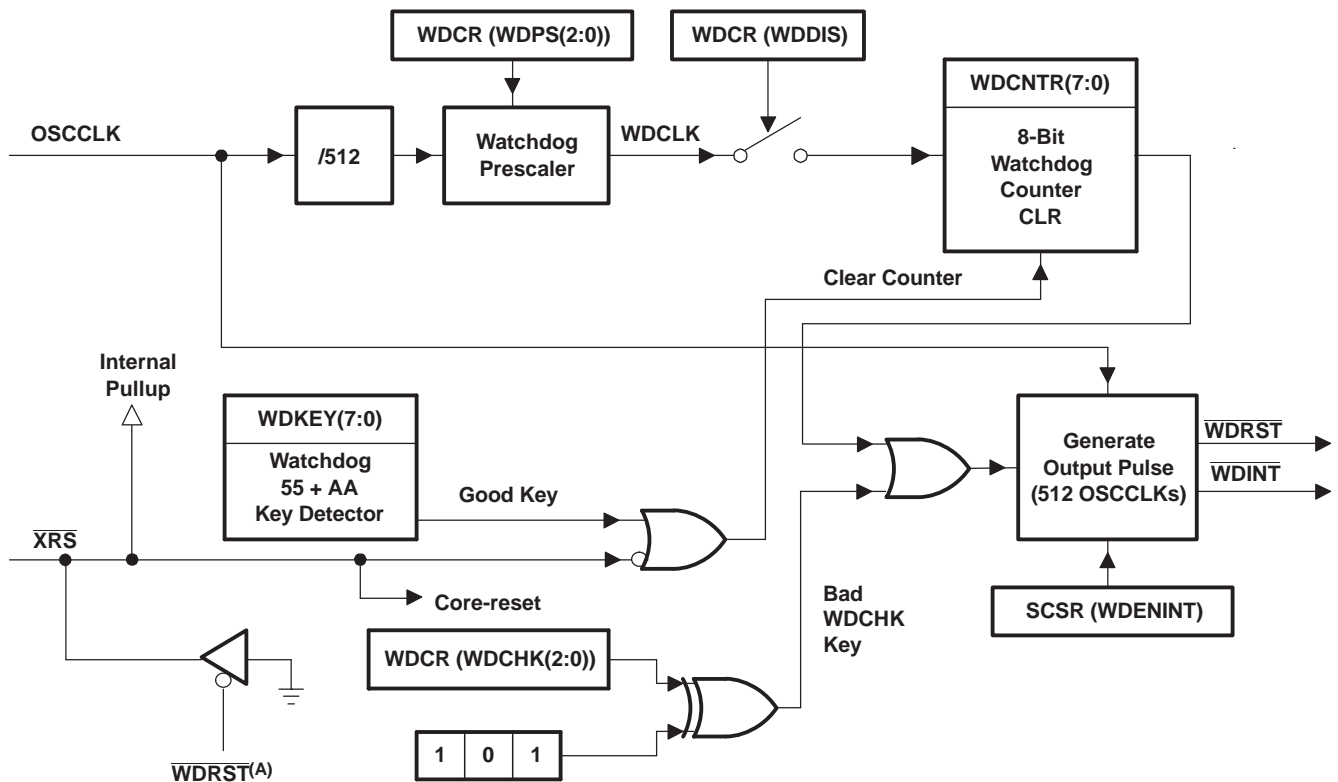 WDCR (WDPS(2:0))
WDCR (WDDIS)
WDCNTR(7:0)
OSCCLK
/512
Watchdog
Prescaler
WDCLK
8-Bit
Watchdog
Counter
CLR
Clear Counter
Internal
Pullup
WDKEY(7:0)
Watchdog
55 + AA
Key Detector
Good Key
Generate
Output Pulse
(512 OSCCLKs)
WDRST
WDINT
XRS
Core-reset
Bad
WDCHK
Key
SCSR (WDENINT)
WDCR (WDCHK(2:0))
1 0 1
WDRST(A)